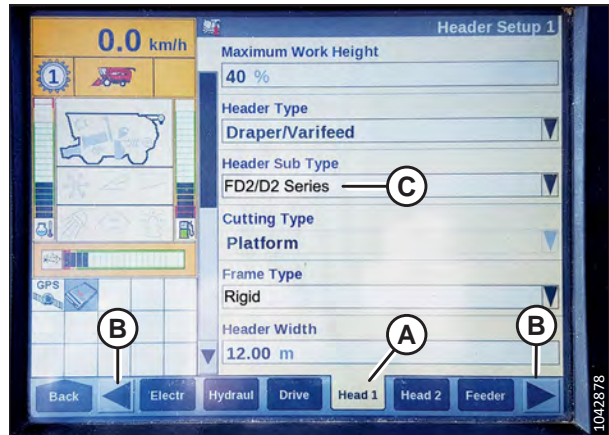 0.0 km/h
Header Setup 1
1
Maximum Work Height
40 %
Header Type
Draper/Varifeed
Header Sub Type
FD2/D2 Series
C
Cutting Type
Platform
Frame Type
Rigid
GPS
Header Width
12.00 m
B
A
B
Back
Electr
Hydraul
Drive
Head 1
Head 2
Feeder
1042878